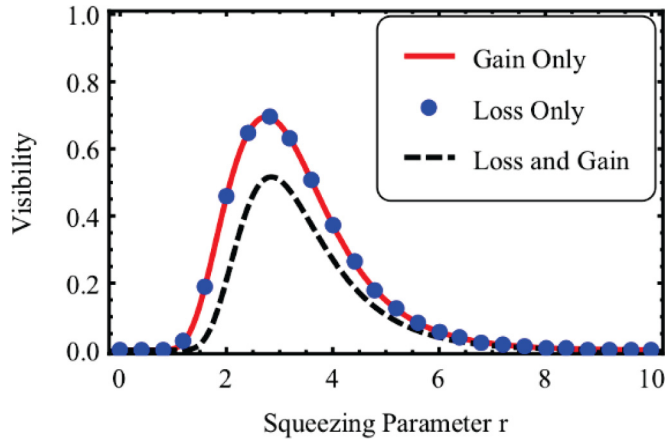 1.0
0.8
0.6
0.4
0.2
0.0
Visibility
Gain Only
Loss Only
Loss and Gain
0 2 4 6 8 10
Squeezing Parameter r